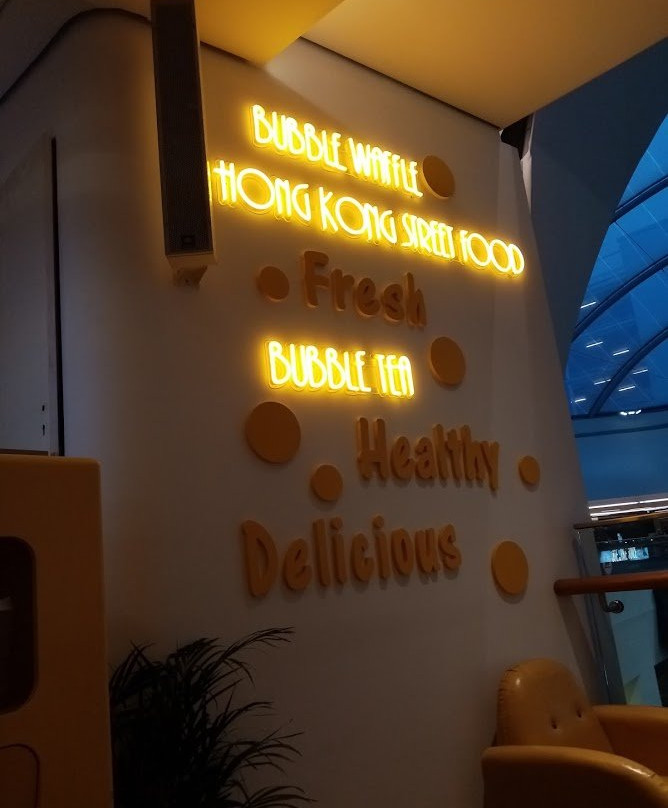 BUBBLE WAFFLE
HONG KONG STREET FOOD
Fresh
BUBBLE TEA
Healthy
Delicious